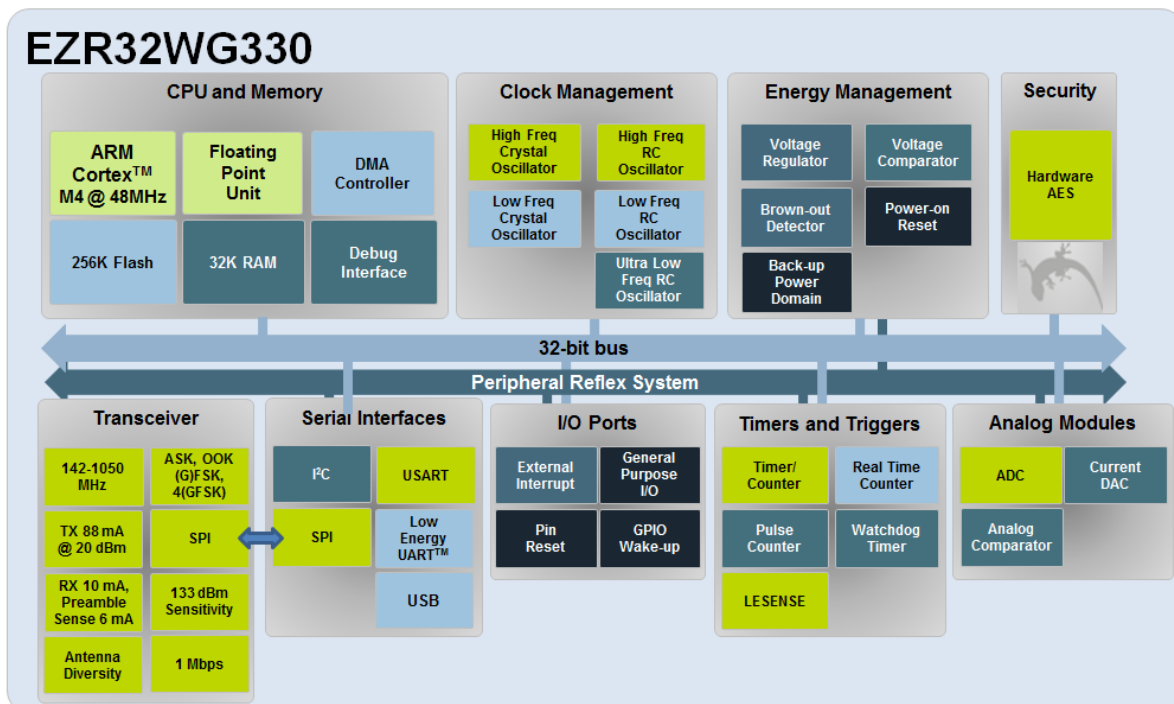 EZR32WG330
CPU and Memory
ARM
Cortex™
M4 @ 48MHz
Floating
Point
Unit
DMA
Controller
256K Flash
32K RAM
Debug
Interface
Clock Management
High Freq
Crystal
Oscillator
High Freq
RC
Oscillator
Low Freq
Crystal
Oscillator
Low Freq
RC
Oscillator
Ultra Low
Freq RC
Oscillator
Energy Management
Voltage
Regulator
Voltage
Comparator
Brown-out
Detector
Power-on
Reset
Back-up
Power
Domain
Security
Hardware
AES
32-bit bus
Peripheral Reflex System
Transceiver
142-1050
MHz
ASK, OOK
(G)FSK,
4(GFSK)
TX 88 mA
@ 20 dBm
SPI
RX 10 mA,
Preamble
Sense 6 mA
133 dBm
Sensitivity
Antenna
Diversity
1 Mbps
Serial Interfaces
I²C
USART
SPI
Low
Energy
UART™
USB
I/O Ports
External
Interrupt
General
Purpose
I/O
Pin
Reset
GPIO
Wake-up
Timers and Triggers
Timer/
Counter
Real Time
Counter
Pulse
Counter
Watchdog
Timer
LESENSE
Analog Modules
ADC
Current
DAC
Analog
Comparator